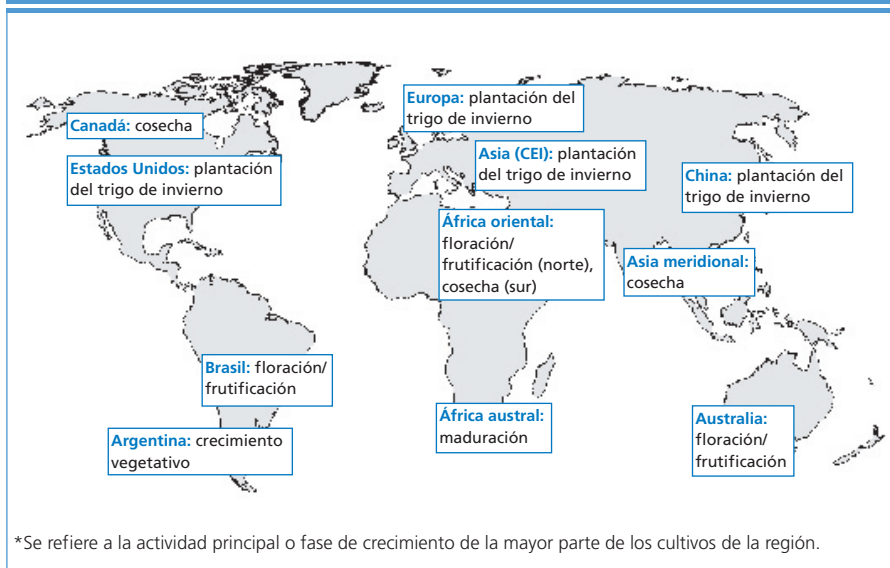 Canadá: cosecha
Estados Unidos: plantación
del trigo de invierno
Europa: plantación del
trigo de invierno
Asia (CEI): plantación
del trigo de invierno
China: plantación del
trigo de invierno
África oriental:
floración/
frutificación (norte),
cosecha (sur)
Asia meridional:
cosecha
Brasil: floración/
frutificación
Argentina: crecimiento
vegetativo
África austral:
maduración
Australia:
floración/
frutificación
*Se refiere a la actividad principal o fase de crecimiento de la mayor parte de los cultivos de la región.